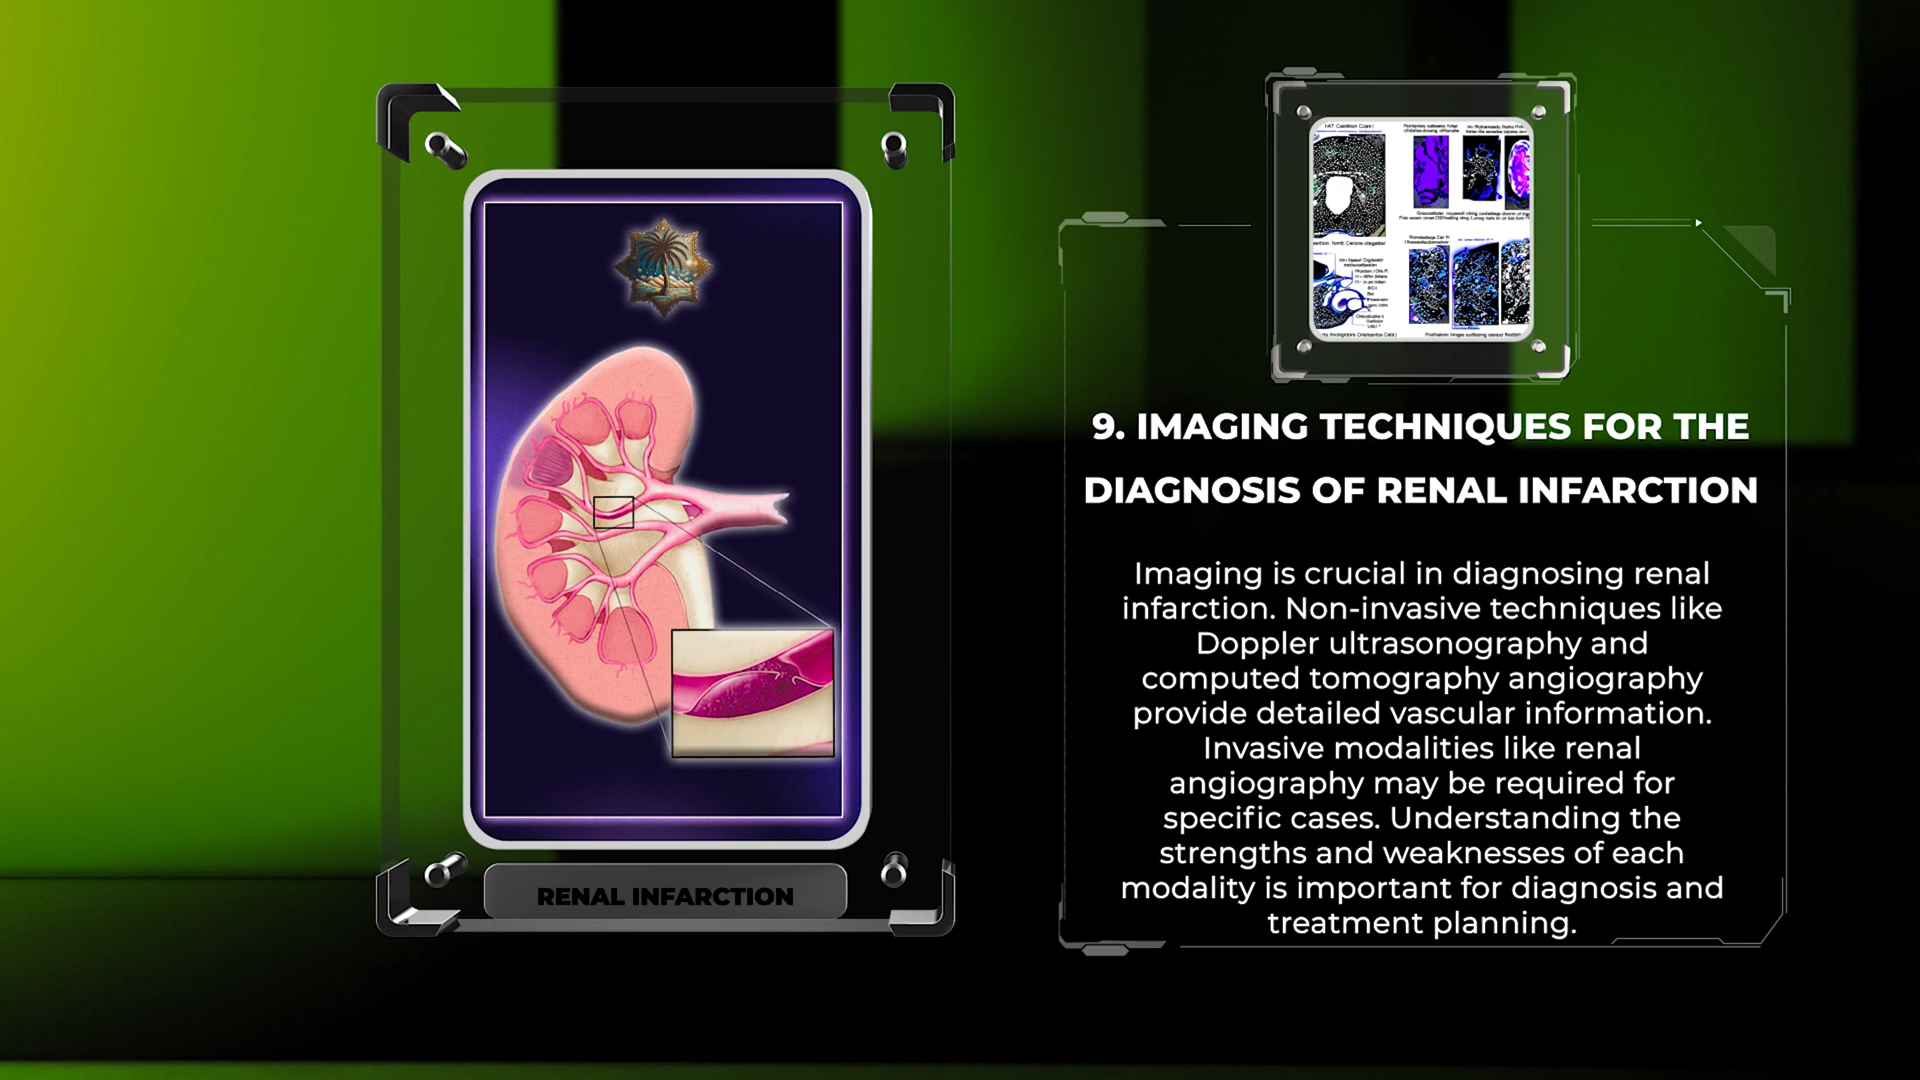 9. IMAGING TECHNIQUES FOR THE
DIAGNOSIS OF RENAL INFARCTION
Imaging is crucial in diagnosing renal
infarction. Non-invasive techniques like
Doppler ultrasonography and
computed tomography angiography
provide detailed vascular information.
Invasive modalities like renal
angiography may be required for
specific cases. Understanding the
strengths and weaknesses of each
modality is important for diagnosis and
treatment planning.
RENAL INFARCTION